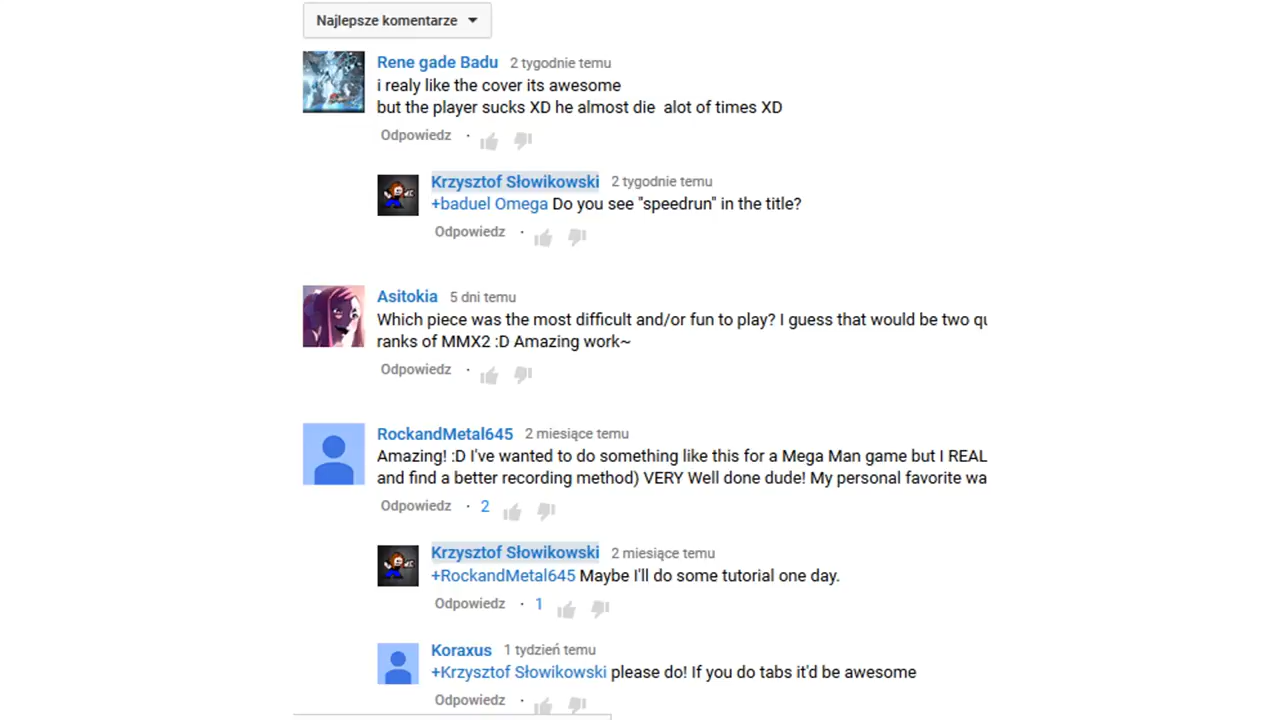 Najlepsze komentarze
Rene gade Badu 2 tygodnie temu
i realy like the cover its awesome
but the player sucks XD he almost die alot of times XD
Odpowiedz ·
Krzysztof Słowikowski 2 tygodnie temu
+baduel Omega Do you see "speedrun" in the title?
Odpowiedz ·
Asitokia 5 dni temu
Which piece was the most difficult and/or fun to play? I guess that would be two
ranks of MMX2 :D Amazing work~
Odpowiedz ·
RockandMetal645 2 miesiące temu
Amazing! :D I've wanted to do something like this for a Mega Man game but I REAL
and find a better recording method) VERY Well done dude! My personal favorite wa
Odpowiedz · 2
Krzysztof Słowikowski 2 miesiące temu
+RockandMetal645 Maybe I'll do some tutorial one day.
Odpowiedz · 1
Koraxus 1 tydzień temu
+Krzysztof Słowikowski please do! If you do tabs it'd be awesome
Odpowiedz ·